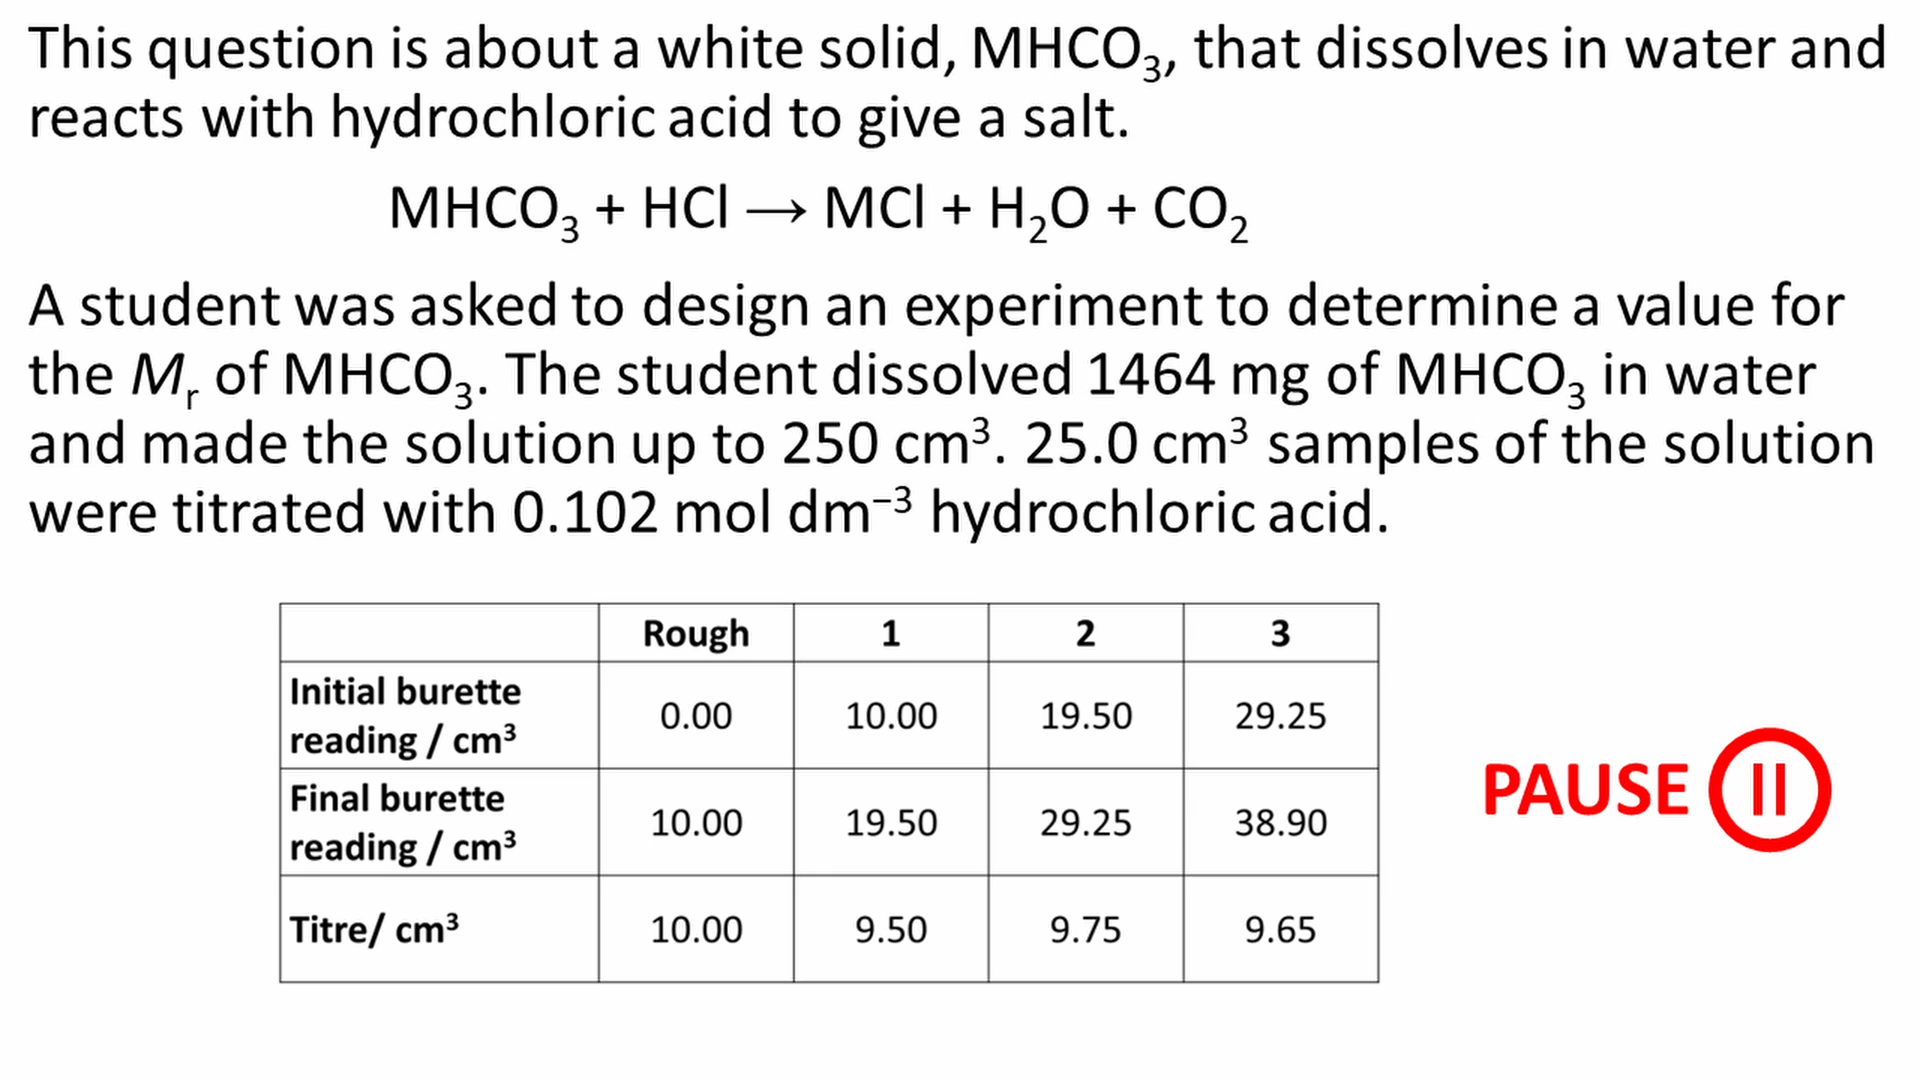 This question is about a white solid, MHCO₃, that dissolves in water and
reacts with hydrochloric acid to give a salt.
MHCO₃ + HCl ⟶ MCl + H₂O + CO₂
A student was asked to design an experiment to determine a value for
the Mᵣ of MHCO₃. The student dissolved 1464 mg of MHCO₃ in water
and made the solution up to 250 cm³. 25.0 cm³ samples of the solution
were titrated with 0.102 mol dm⁻³ hydrochloric acid.
Rough 1 2 3
Initial burette
reading / cm³ 0.00 10.00 19.50 29.25
Final burette
reading / cm³ 10.00 19.50 29.25 38.90
Titre/ cm³ 10.00 9.50 9.75 9.65
PAUSE